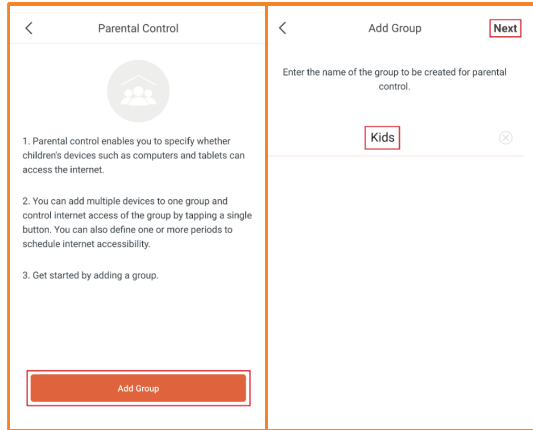 Parental Control
1. Parental control enables you to specify whether
children's devices such as computers and tablets can
access the internet.
2. You can add multiple devices to one group and
control internet access of the group by tapping a single
button. You can also define one or more periods to
schedule internet accessibility.
3. Get started by adding a group.
Add Group
Add Group
Next
Enter the name of the group to be created for parental
control.
Kids